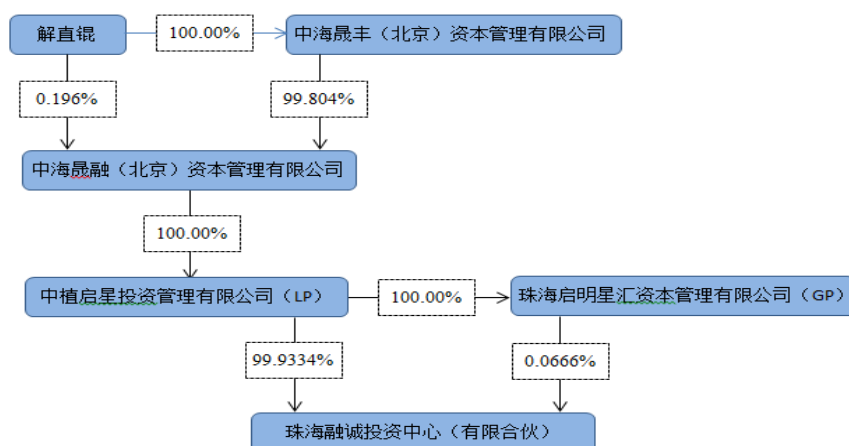 解直锟
100.00%
中海晟丰（北京）资本管理有限公司
0.196%
99.804%
中海晟融（北京）资本管理有限公司
100.00%
中植启星投资管理有限公司（LP）
100.00%
珠海启明星汇资本管理有限公司（GP）
99.9334%
0.0666%
珠海融诚投资中心（有限合伙）